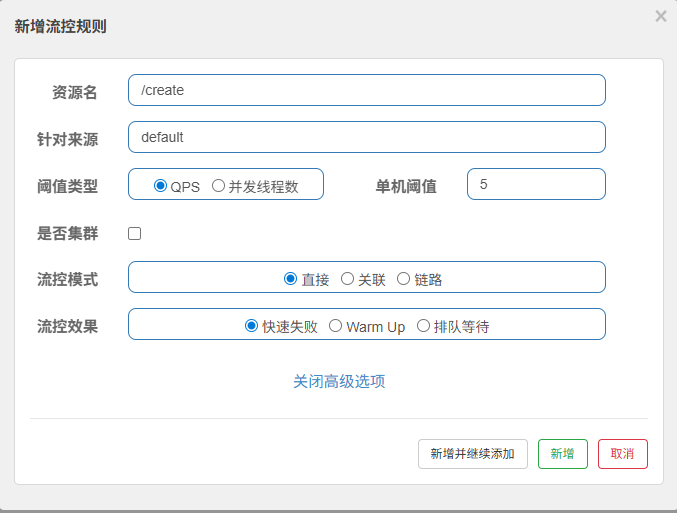 新增流控规则
资源名 /create
针对来源 default
阈值类型 QPS 并发线程数 单机阈值 5
是否集群
流控模式 直接 关联 链路
流控效果 快速失败 Warm Up 排队等待
关闭高级选项
新增并继续添加 新增 取消